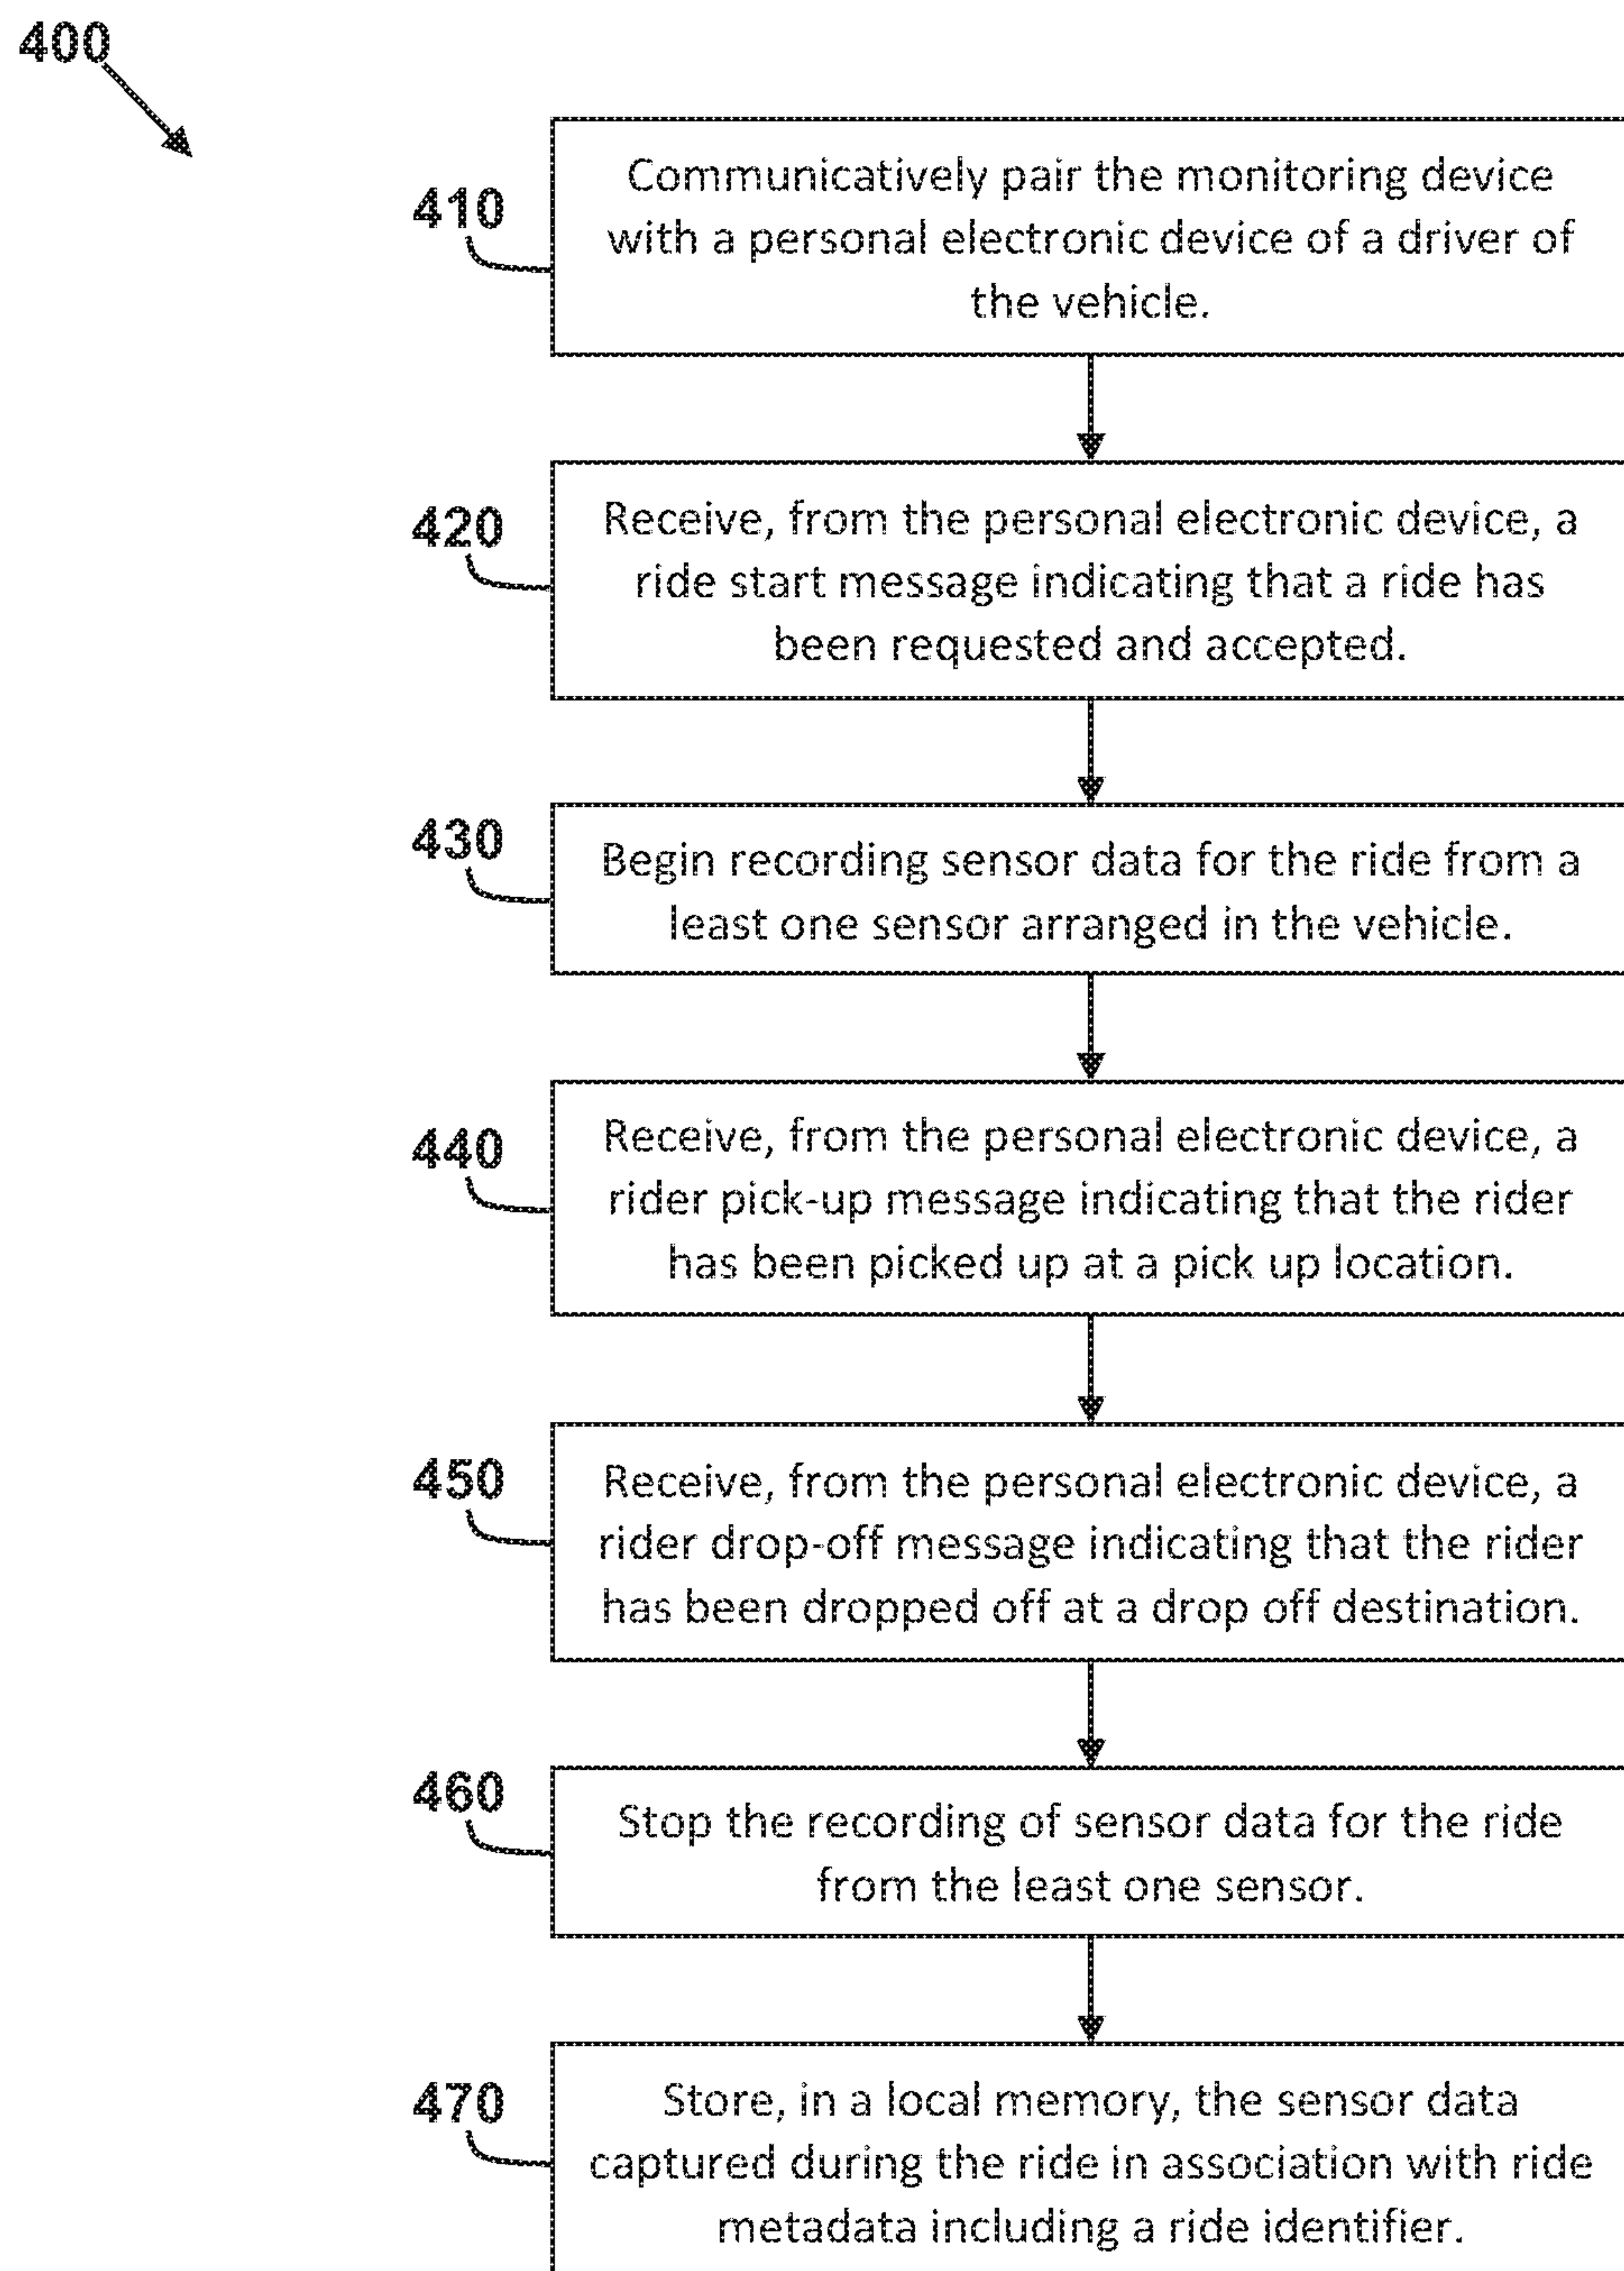 400
410
Communicatively pair the monitoring device
with a personal electronic device of a driver of
the vehicle.
420
Receive, from the personal electronic device, a
ride start message indicating that a ride has
been requested and accepted.
430
Begin recording sensor data for the ride from a
least one sensor arranged in the vehicle.
440
Receive, from the personal electronic device, a
rider pick-up message indicating that the rider
has been picked up at a pick up location.
450
Receive, from the personal electronic device, a
rider drop-off message indicating that the rider
has been dropped off at a drop off destination.
460
Stop the recording of sensor data for the ride
from the least one sensor.
470
Store, in a local memory, the sensor data
captured during the ride in association with ride
metadata including a ride identifier.